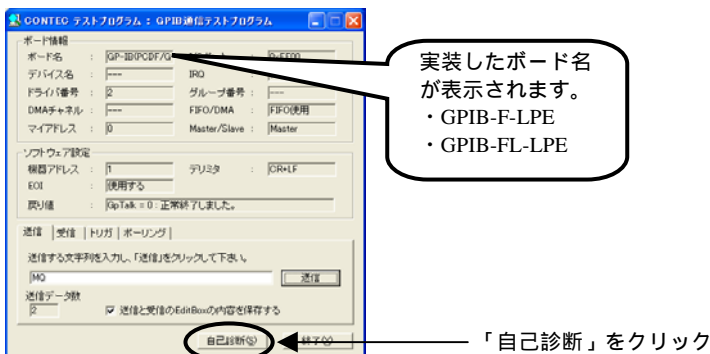 CONTEC テストプログラム : GPIB通信テストプログラム
ボード情報
ボード名 : GP-IB(PCDF/G
デバイス名 : ---
IRQ
ドライバ番号 : 2
グループ番号 : ---
DMAチャネル : ---
FIFO/DMA : FIFO使用
マイアドレス : 0
Master/Slave : Master
ソフトウェア設定
機器アドレス : 1
デリミタ : CR+LF
EOI : 使用する
戻り値 : GpTalk = 0 : 正常終了しました。
送信 受信 トリガ ポーリング
送信する文字列を入力し、「送信」をクリックして下さい。
MO
送信
送信データ数
2
送信と受信のEditBoxの内容を保存する
自己診断(S)
終了(X)
実装したボード名
が表示されます。
・GPIB-F-LPE
・GPIB-FL-LPE
「自己診断」をクリック